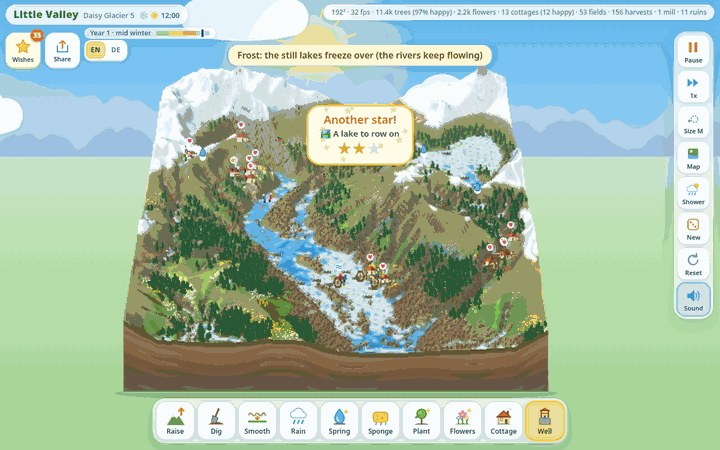 Little Valley
Daisy Glacier 5
12:00
192² · 32 fps · 11.4k trees (97% happy) · 2.2k flowers · 13 cottages (12 happy) · 53 fields · 156 harvests · 1 mill · 11 ruins
Year 1 · mid winter
35
Wishes
Share
EN
DE
Frost: the still lakes freeze over (the rivers keep flowing)
Another star!
A lake to row on
Pause
1x
Size M
Map
Shower
New
Reset
Sound
Raise
Dig
Smooth
Rain
Spring
Sponge
Plant
Flowers
Cottage
Well